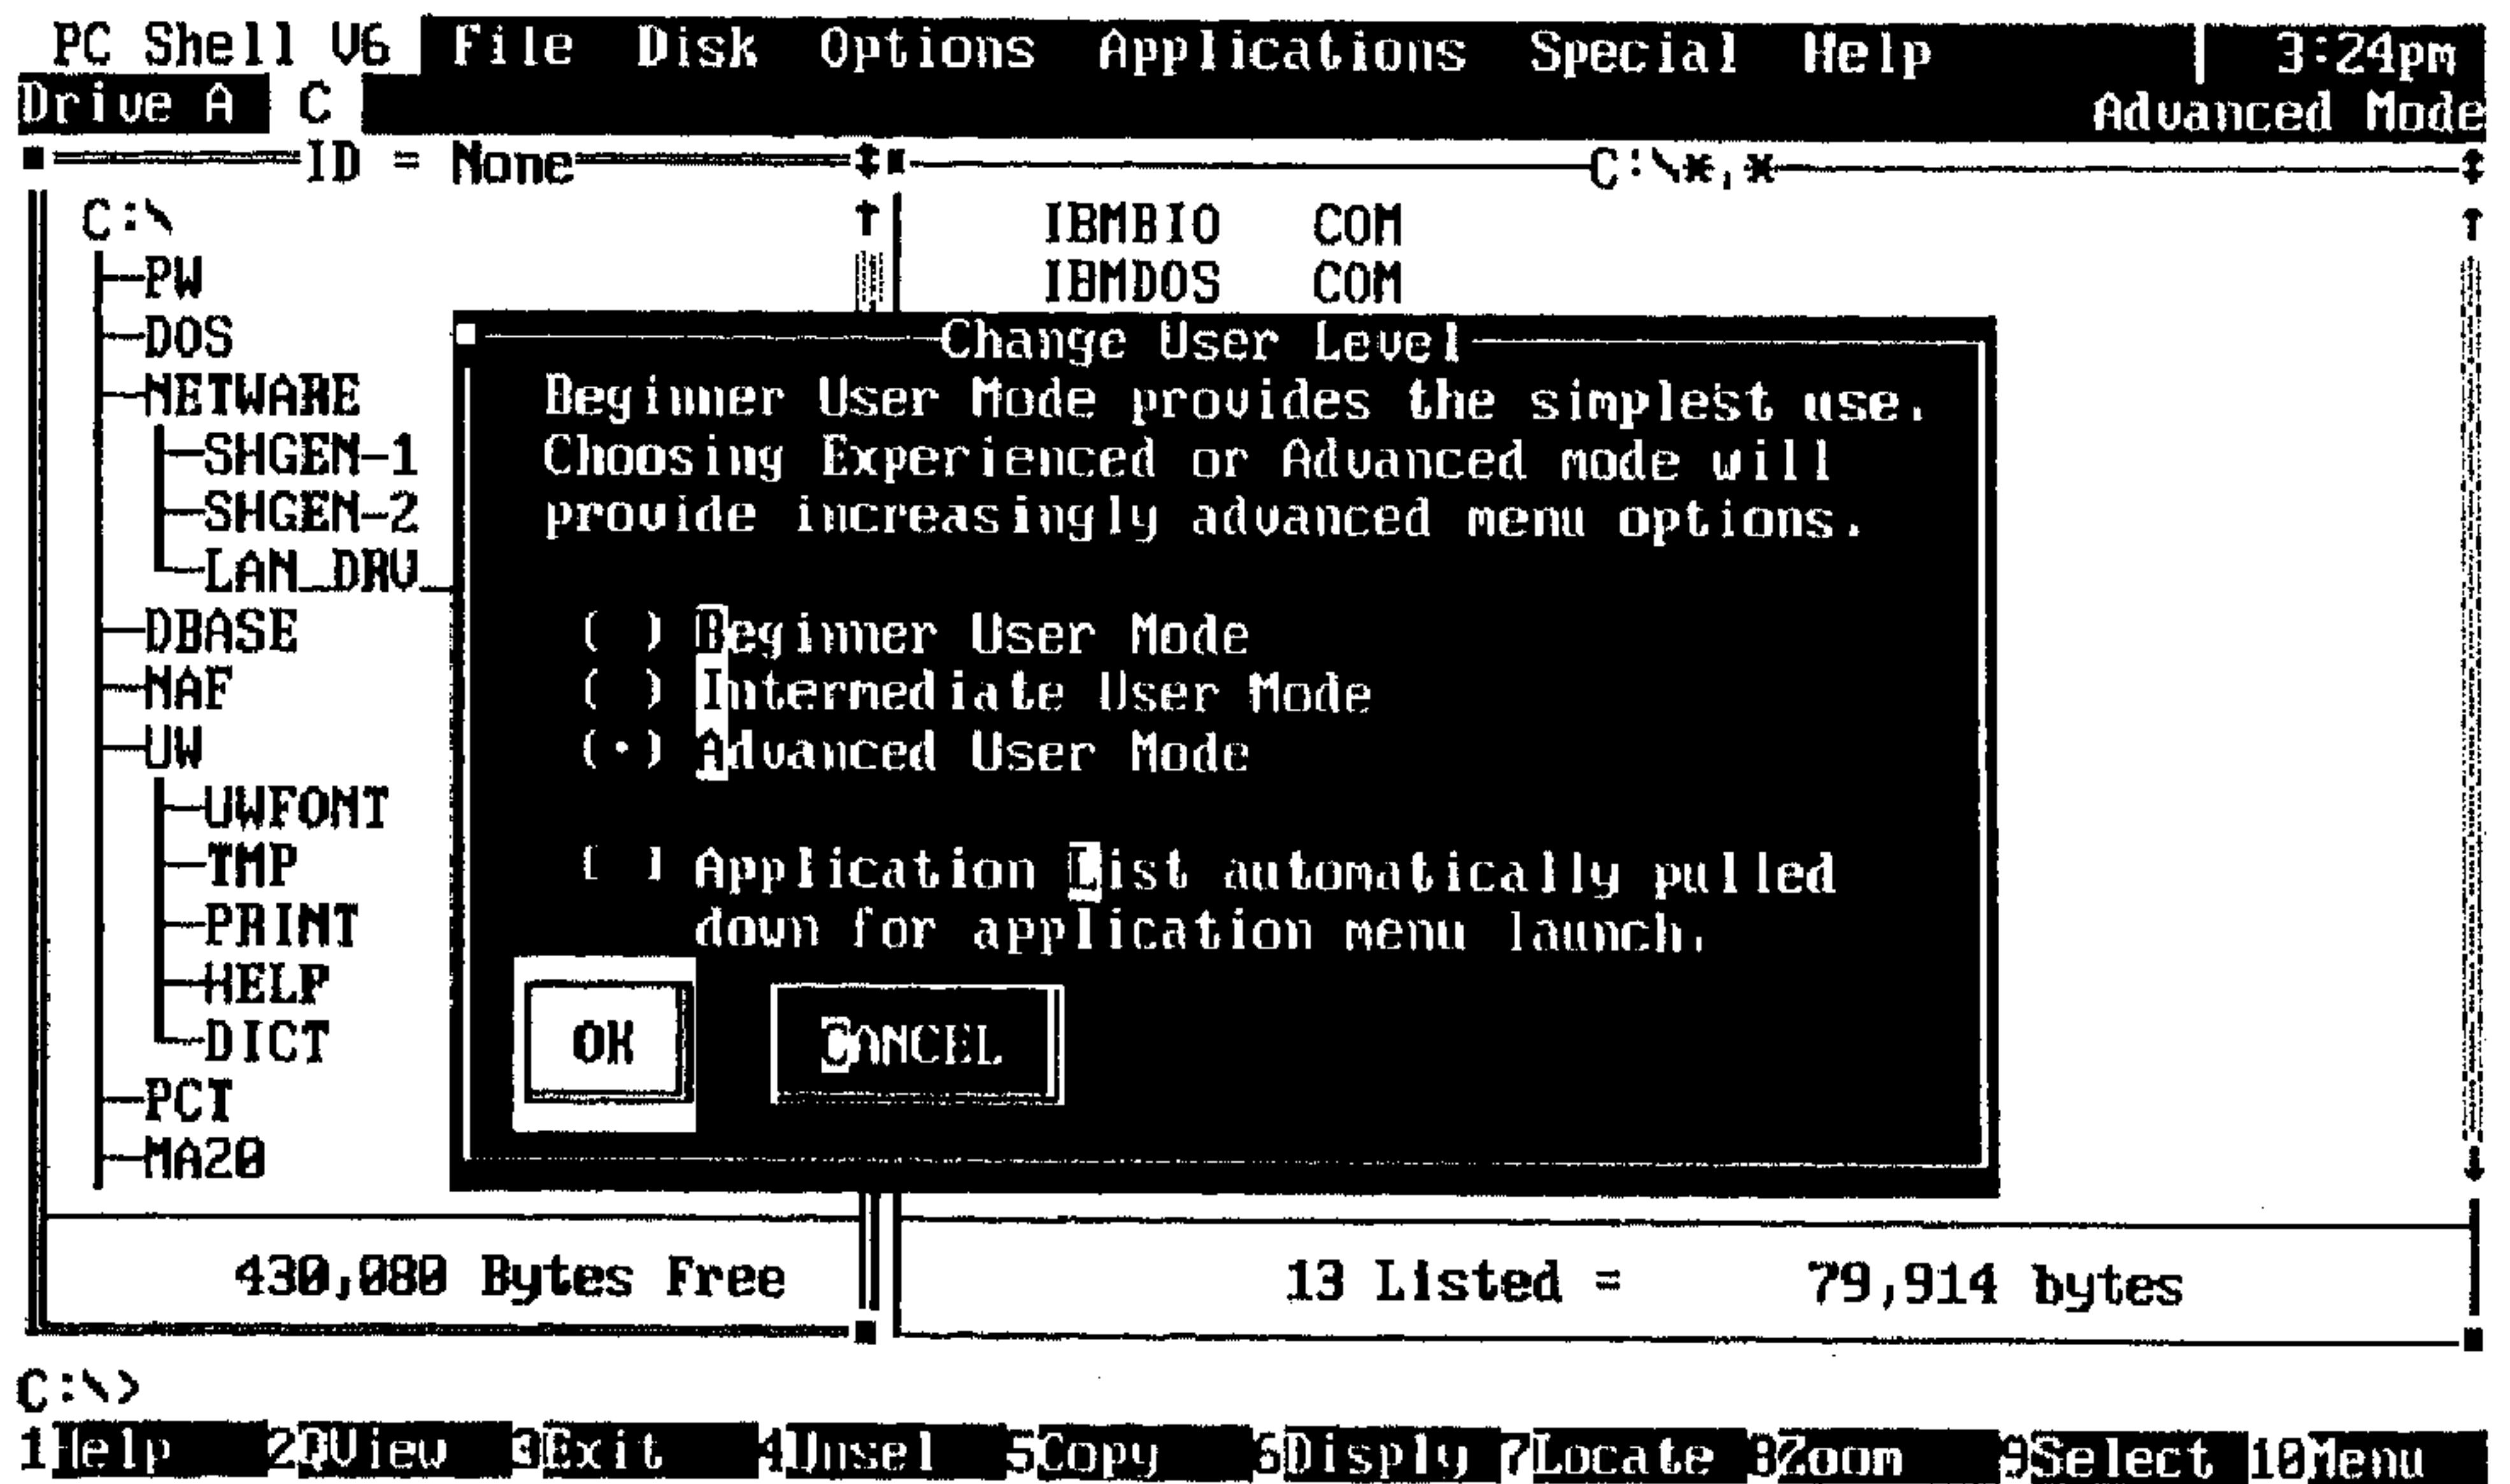 PC Shell V6 File Disk Options Applications Special Help 3:24pm
Drive A C Advanced Mode
ID = None
C:\*.*
C:\
PW
DOS
NETWARE
SHGEN-1
SHGEN-2
LAN_DRV_
DBASE
NAF
UW
UWFONT
TMP
PRINT
HELP
DICT
PCT
MA20
IBMBIO COM
IBMDOS COM
Change User Level
Beginner User Mode provides the simplest use.
Choosing Experienced or Advanced mode will
provide increasingly advanced menu options.
( ) Beginner User Mode
( ) Intermediate User Mode
(•) Advanced User Mode
[ ] Application List automatically pulled
down for application menu launch.
OK CANCEL
430,080 Bytes Free
13 Listed = 79,914 bytes
C:\>
1Help 2QView 3Exit 4Unsel 5Copy 6Disply 7Locate 8Zoom 9Select 10Menu